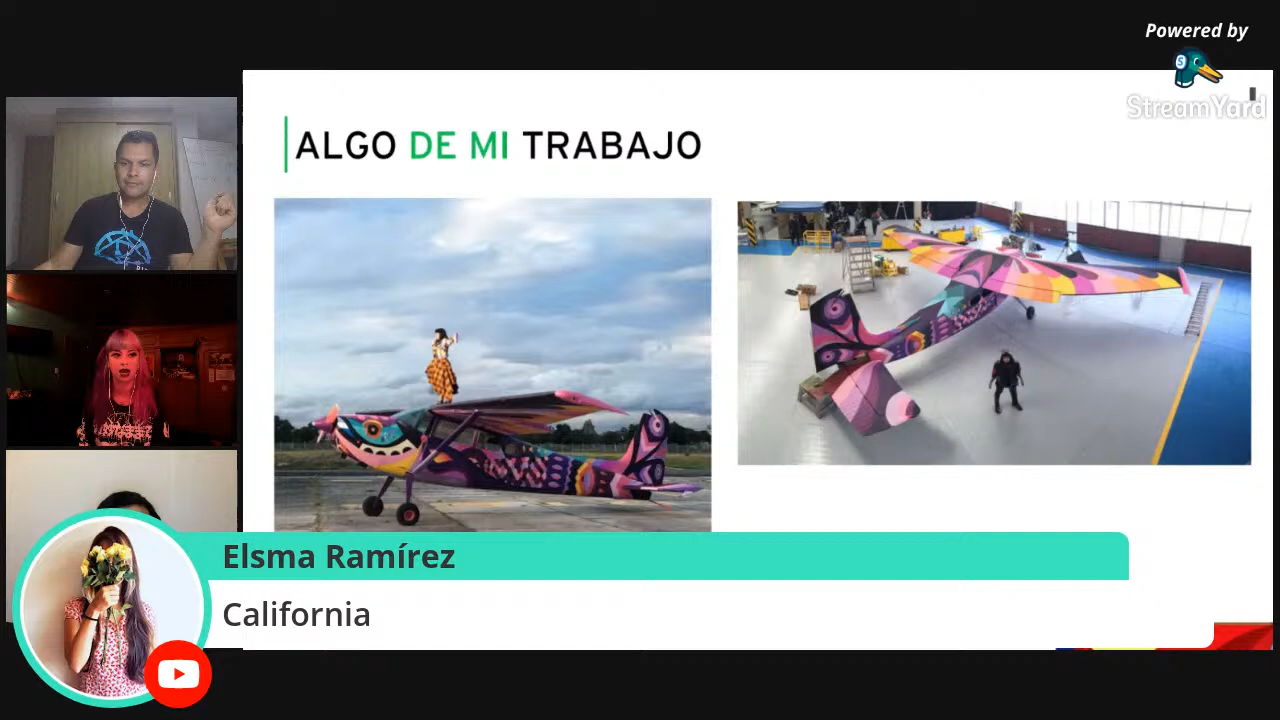 Powered by
StreamYard
ALGO DE MI TRABAJO
Elsma Ramírez
California